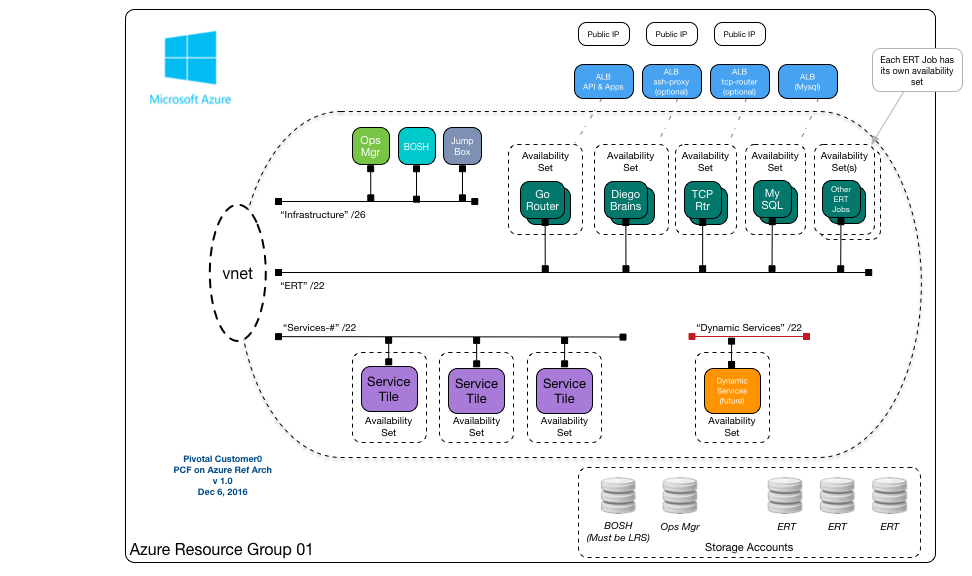 Microsoft Azure
Public IP
Public IP
Public IP
ALB
API & Apps
ALB
ssh-proxy
(optional)
ALB
tcp-router
(optional)
ALB
(Mysql)
Each ERT Job has
its own availability
set
Ops
Mgr
BOSH
Jump
Box
“Infrastructure” /26
Availability
Set
Go
Router
Availability
Set
Diego
Brains
Availability
Set
TCP
Rtr
Availability
Set
My
SQL
Availability
Set(s)
Other
ERT
Jobs
vnet
“ERT” /22
“Services-#” /22
Service
Tile
Availability
Set
Service
Tile
Availability
Set
Service
Tile
Availability
Set
“Dynamic Services” /22
Dynamic
Services
(future)
Availability
Set
Pivotal Customer0
PCF on Azure Ref Arch
v 1.0
Dec 6, 2016
BOSH
(Must be LRS)
Ops Mgr
ERT
ERT
ERT
Storage Accounts
Azure Resource Group 01